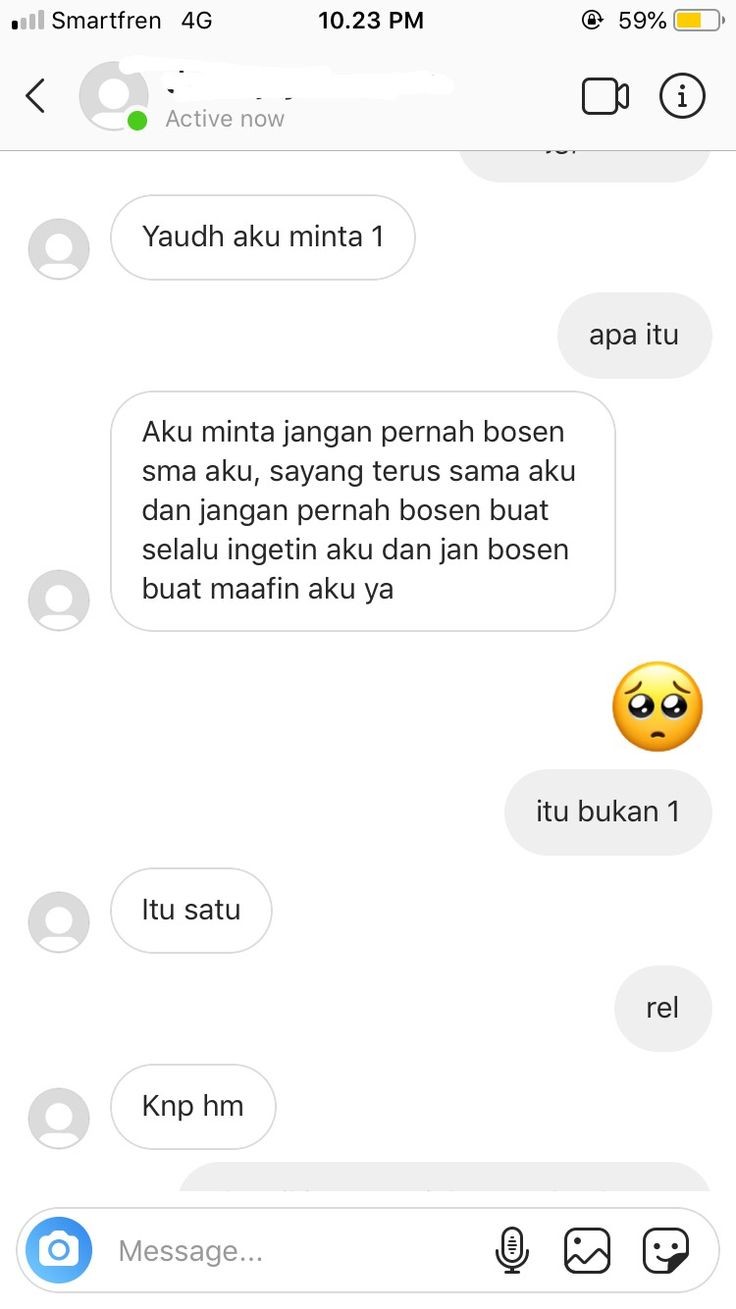 Smartfren 4G 10.23 PM 59%
Active now
Yaudh aku minta 1
apa itu
Aku minta jangan pernah bosen
sma aku, sayang terus sama aku
dan jangan pernah bosen buat
selalu ingetin aku dan jan bosen
buat maafin aku ya
itu bukan 1
Itu satu
rel
Knp hm
Message...